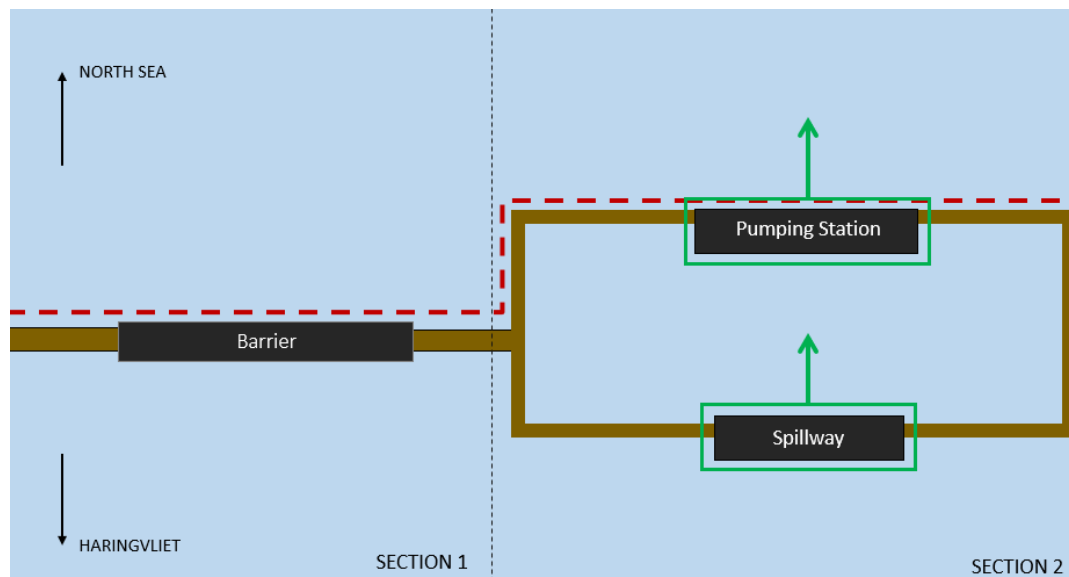 NORTH SEA
Pumping Station
Barrier
Spillway
HARINGVLIET
SECTION 1
SECTION 2